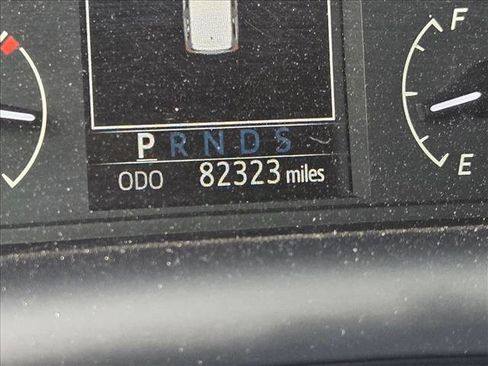 F
P R N D S
E
ODO 82323 miles